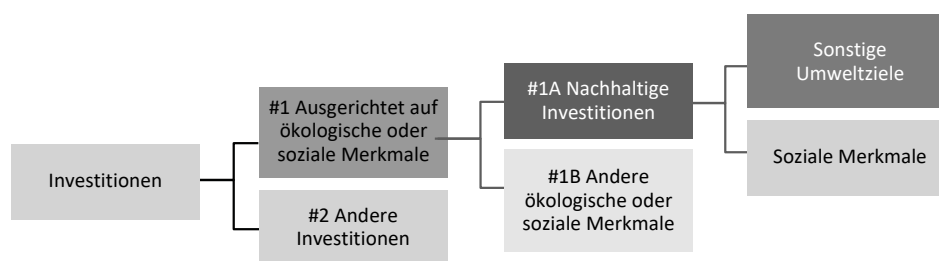 Investitionen
#1 Ausgerichtet auf
ökologische oder
soziale Merkmale
#2 Andere
Investitionen
#1A Nachhaltige
Investitionen
#1B Andere
ökologische oder
soziale Merkmale
Sonstige
Umweltziele
Soziale Merkmale